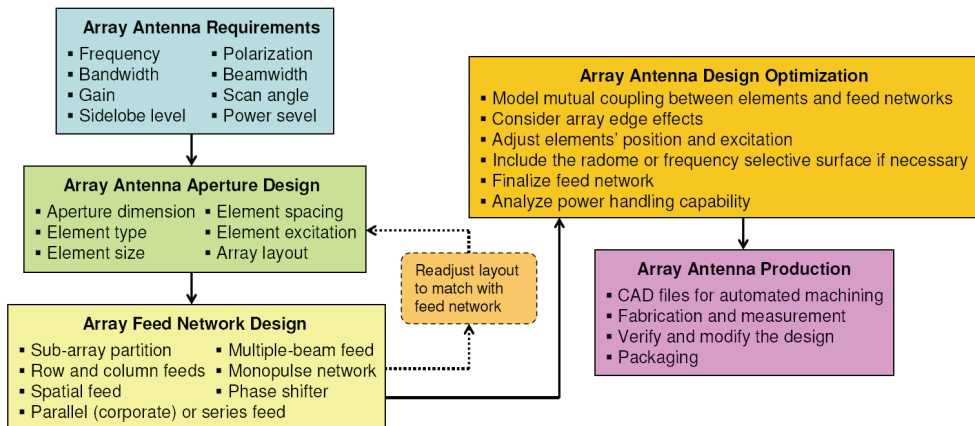 Array Antenna Requirements
▪ Frequency ▪ Polarization
▪ Bandwidth ▪ Beamwidth
▪ Gain ▪ Scan angle
▪ Sidelobe level ▪ Power sevel
Array Antenna Aperture Design
▪ Aperture dimension ▪ Element spacing
▪ Element type ▪ Element excitation
▪ Element size ▪ Array layout
Readjust layout
to match with
feed network
Array Feed Network Design
▪ Sub-array partition ▪ Multiple-beam feed
▪ Row and column feeds ▪ Monopulse network
▪ Spatial feed ▪ Phase shifter
▪ Parallel (corporate) or series feed
Array Antenna Design Optimization
▪ Model mutual coupling between elements and feed networks
▪ Consider array edge effects
▪ Adjust elements' position and excitation
▪ Include the radome or frequency selective surface if necessary
▪ Finalize feed network
▪ Analyze power handling capability
Array Antenna Production
▪ CAD files for automated machining
▪ Fabrication and measurement
▪ Verify and modify the design
▪ Packaging